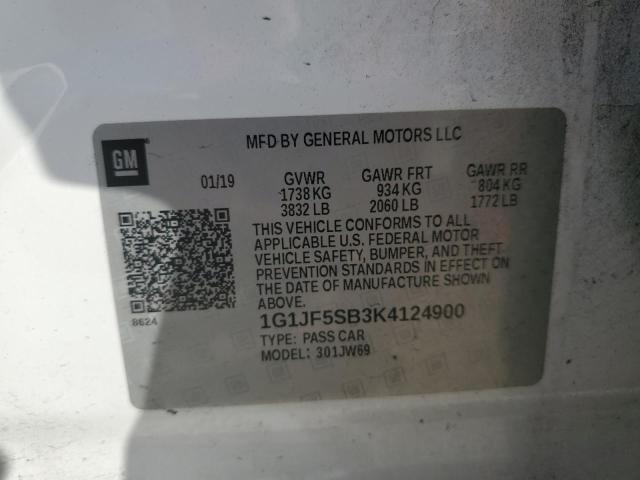 GM
MFD BY GENERAL MOTORS LLC
01/19 GVWR GAWR FRT GAWR RR
1738 KG 934 KG 804 KG
3832 LB 2060 LB 1772 LB
THIS VEHICLE CONFORMS TO ALL
APPLICABLE U.S. FEDERAL MOTOR
VEHICLE SAFETY, BUMPER, AND THEFT
PREVENTION STANDARDS IN EFFECT ON
THE DATE OF MANUFACTURE SHOWN
ABOVE.
8624
1G1JF5SB3K4124900
TYPE: PASS CAR
MODEL: 301JW69